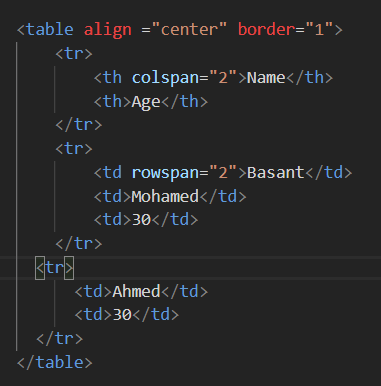 <table align ="center" border="1">
<tr>
<th colspan="2">Name</th>
<th>Age</th>
</tr>
<tr>
<td rowspan="2">Basant</td>
<td>Mohamed</td>
<td>30</td>
</tr>
<tr>
<td>Ahmed</td>
<td>30</td>
</tr>
</table>